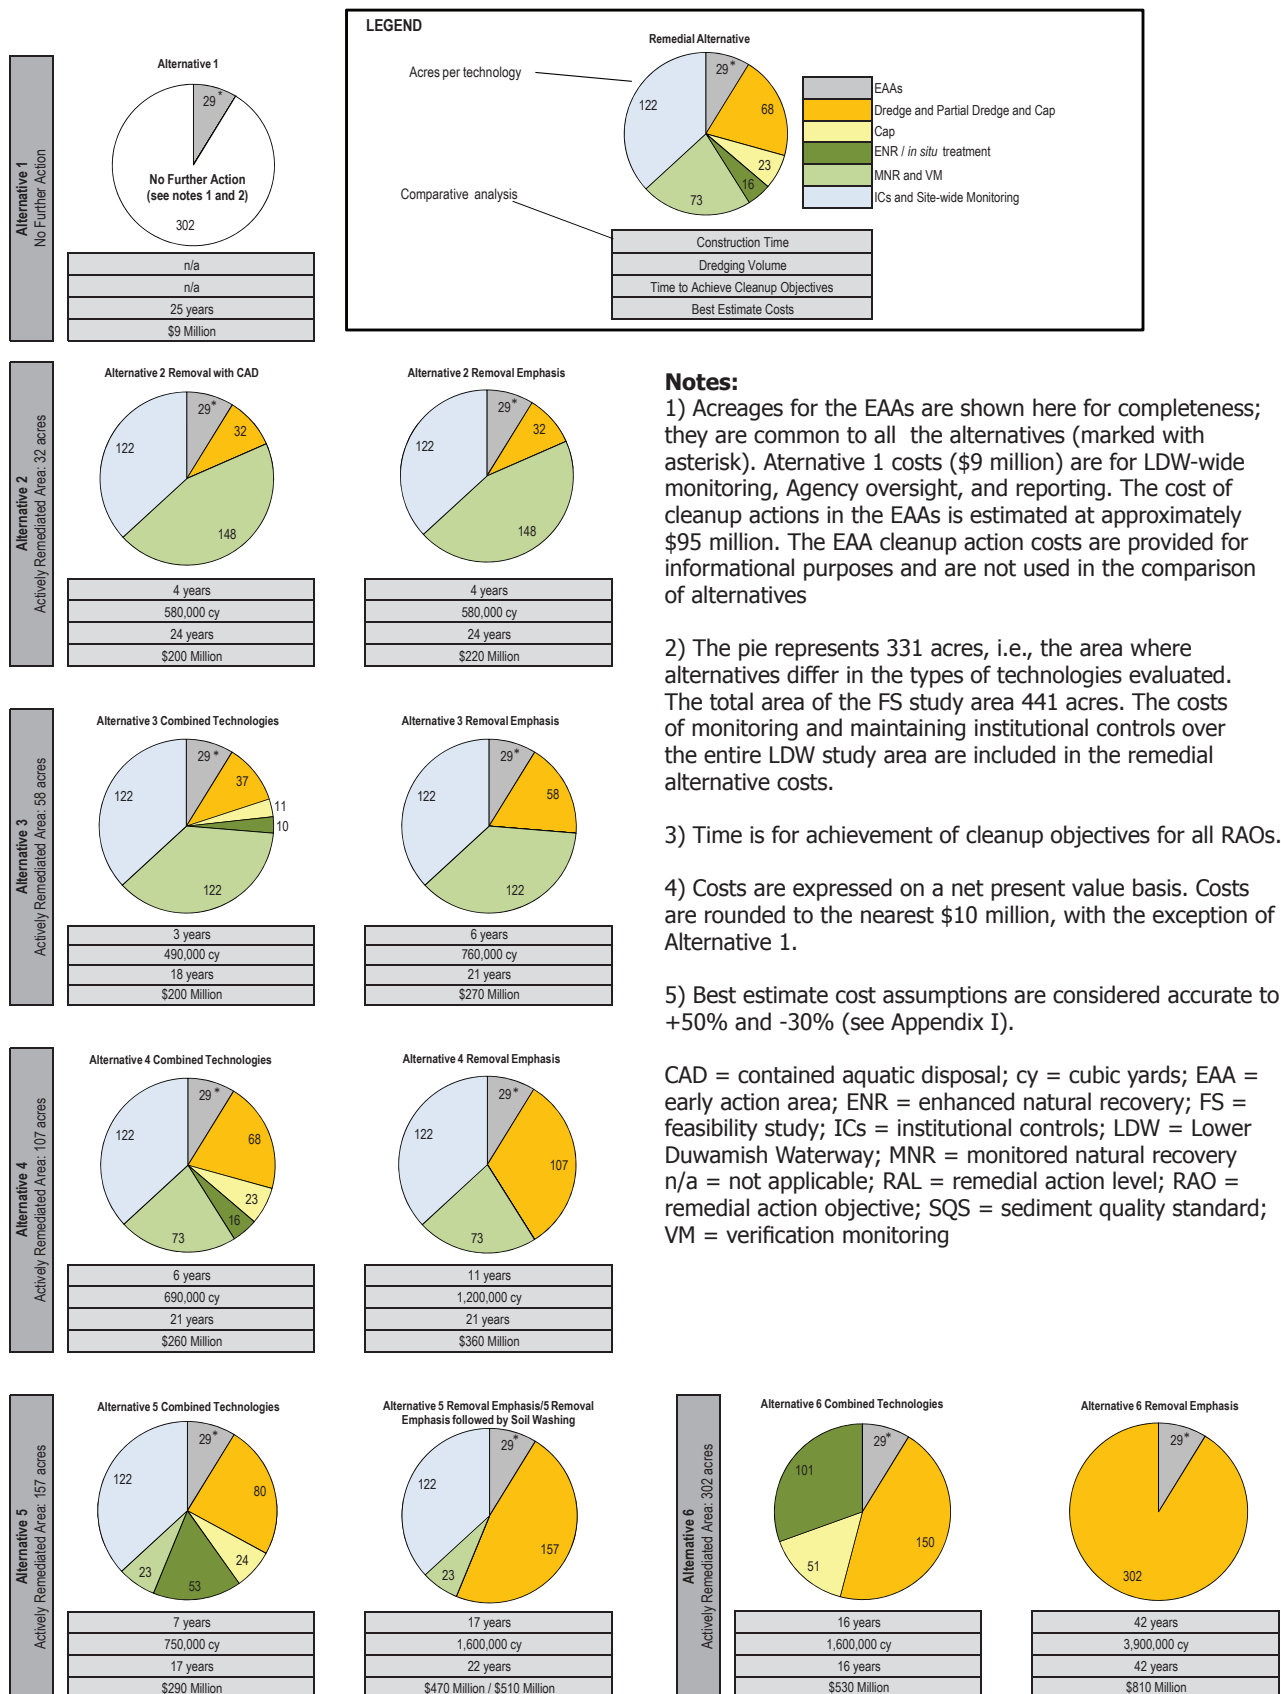 LEGEND
Remedial Alternative
Acres per technology
29*
68
23
16
73
122
EAAs
Dredge and Partial Dredge and Cap
Cap
ENR / in situ treatment
MNR and VM
ICs and Site-wide Monitoring
Comparative analysis
Construction Time
Dredging Volume
Time to Achieve Cleanup Objectives
Best Estimate Costs
Alternative 1
No Further Action
Alternative 1
29*
No Further Action
(see notes 1 and 2)
302
n/a
n/a
25 years
$9 Million
Alternative 2
Actively Remediated Area: 32 acres
Alternative 2 Removal with CAD
29*
32
148
122
4 years
580,000 cy
24 years
$200 Million
Alternative 2 Removal Emphasis
29*
32
148
122
4 years
580,000 cy
24 years
$220 Million
Alternative 3
Actively Remediated Area: 58 acres
Alternative 3 Combined Technologies
29*
37
11
10
122
122
3 years
490,000 cy
18 years
$200 Million
Alternative 3 Removal Emphasis
29*
58
122
122
6 years
760,000 cy
21 years
$270 Million
Alternative 4
Actively Remediated Area: 107 acres
Alternative 4 Combined Technologies
29*
68
23
16
73
122
6 years
690,000 cy
21 years
$260 Million
Alternative 4 Removal Emphasis
29*
107
73
122
11 years
1,200,000 cy
21 years
$360 Million
Notes:
1) Acreages for the EAAs are shown here for completeness;
they are common to all the alternatives (marked with
asterisk). Aternative 1 costs ($9 million) are for LDW-wide
monitoring, Agency oversight, and reporting. The cost of
cleanup actions in the EAAs is estimated at approximately
$95 million. The EAA cleanup action costs are provided for
informational purposes and are not used in the comparison
of alternatives
2) The pie represents 331 acres, i.e., the area where
alternatives differ in the types of technologies evaluated.
The total area of the FS study area 441 acres. The costs
of monitoring and maintaining institutional controls over
the entire LDW study area are included in the remedial
alternative costs.
3) Time is for achievement of cleanup objectives for all RAOs.
4) Costs are expressed on a net present value basis. Costs
are rounded to the nearest $10 million, with the exception of
Alternative 1.
5) Best estimate cost assumptions are considered accurate to
+50% and -30% (see Appendix I).
CAD = contained aquatic disposal; cy = cubic yards; EAA =
early action area; ENR = enhanced natural recovery; FS =
feasibility study; ICs = institutional controls; LDW = Lower
Duwamish Waterway; MNR = monitored natural recovery
n/a = not applicable; RAL = remedial action level; RAO =
remedial action objective; SQS = sediment quality standard;
VM = verification monitoring
Alternative 5
Actively Remediated Area: 157 acres
Alternative 5 Combined Technologies
29*
80
24
53
23
122
7 years
750,000 cy
17 years
$290 Million
Alternative 5 Removal Emphasis/5 Removal
Emphasis followed by Soil Washing
29*
157
23
122
17 years
1,600,000 cy
22 years
$470 Million / $510 Million
Alternative 6
Actively Remediated Area: 302 acres
Alternative 6 Combined Technologies
29*
150
51
101
16 years
1,600,000 cy
16 years
$530 Million
Alternative 6 Removal Emphasis
29*
302
42 years
3,900,000 cy
42 years
$810 Million